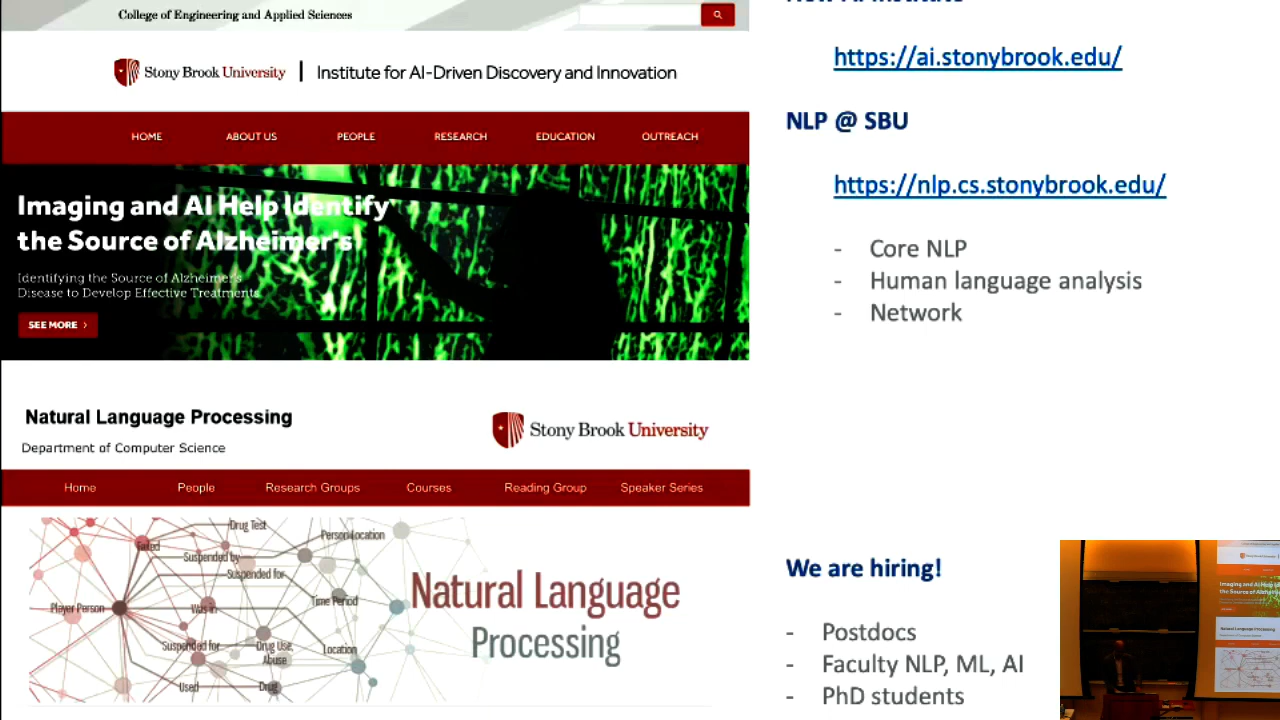 College of Engineering and Applied Sciences
Stony Brook University | Institute for AI-Driven Discovery and Innovation
HOME ABOUT US PEOPLE RESEARCH EDUCATION OUTREACH
Imaging and AI Help Identify
the Source of Alzheimer's
Identifying the Source of Alzheimer's
Disease to Develop Effective Treatments
SEE MORE >
Natural Language Processing
Department of Computer Science
Stony Brook University
Home People Research Groups Courses Reading Group Speaker Series
Drug Test
Failed
Person Location
Suspended by
Suspended for
Player Person
Was in
Time Period
Suspended for
Drug Use,
Abuse
Location
Used
Drug
Natural Language
Processing
https://ai.stonybrook.edu/
NLP @ SBU
https://nlp.cs.stonybrook.edu/
- Core NLP
- Human language analysis
- Network
We are hiring!
- Postdocs
- Faculty NLP, ML, AI
- PhD students